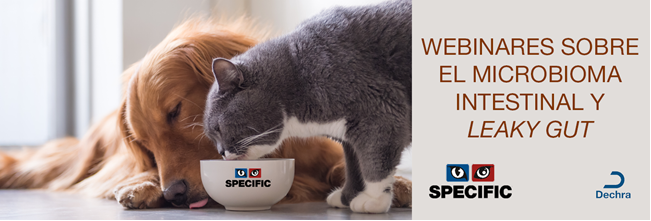 SPECIFIC
WEBINARES SOBRE
EL MICROBIOMA
INTESTINAL Y
LEAKY GUT
SPECIFIC
Dechra